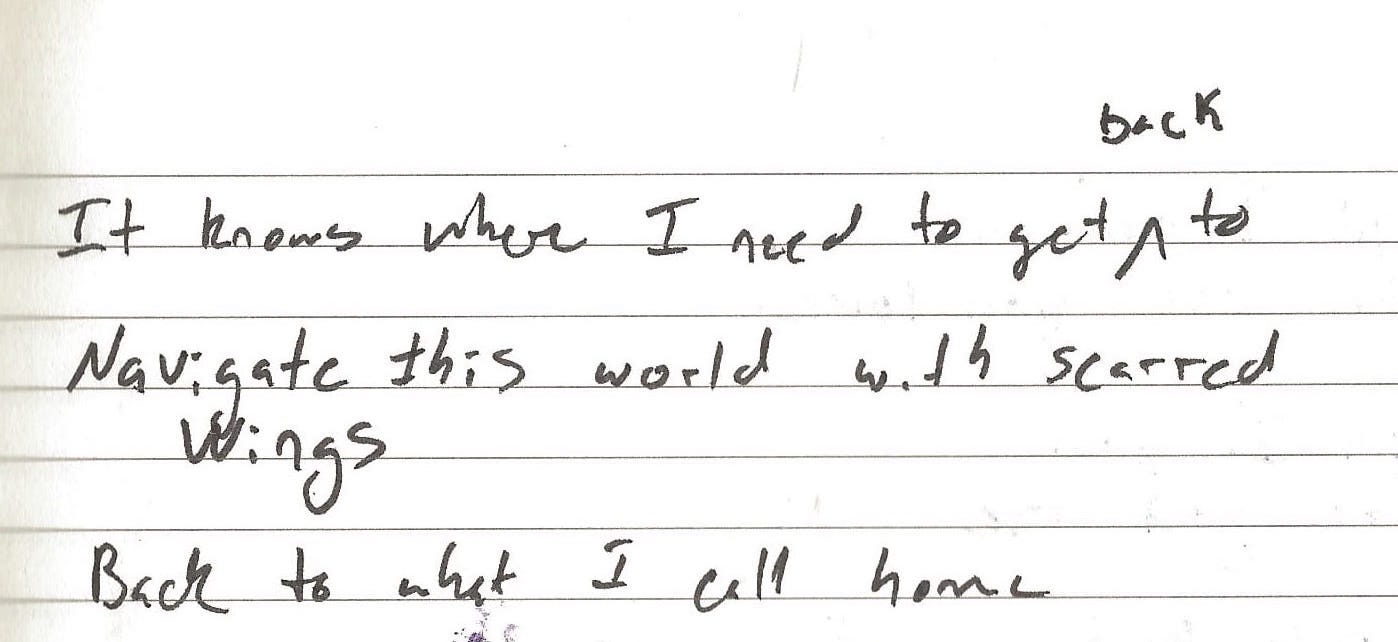 back
It knows where I need to get ^ to
Navigate this world with scarred
Wings
Back to what I call home